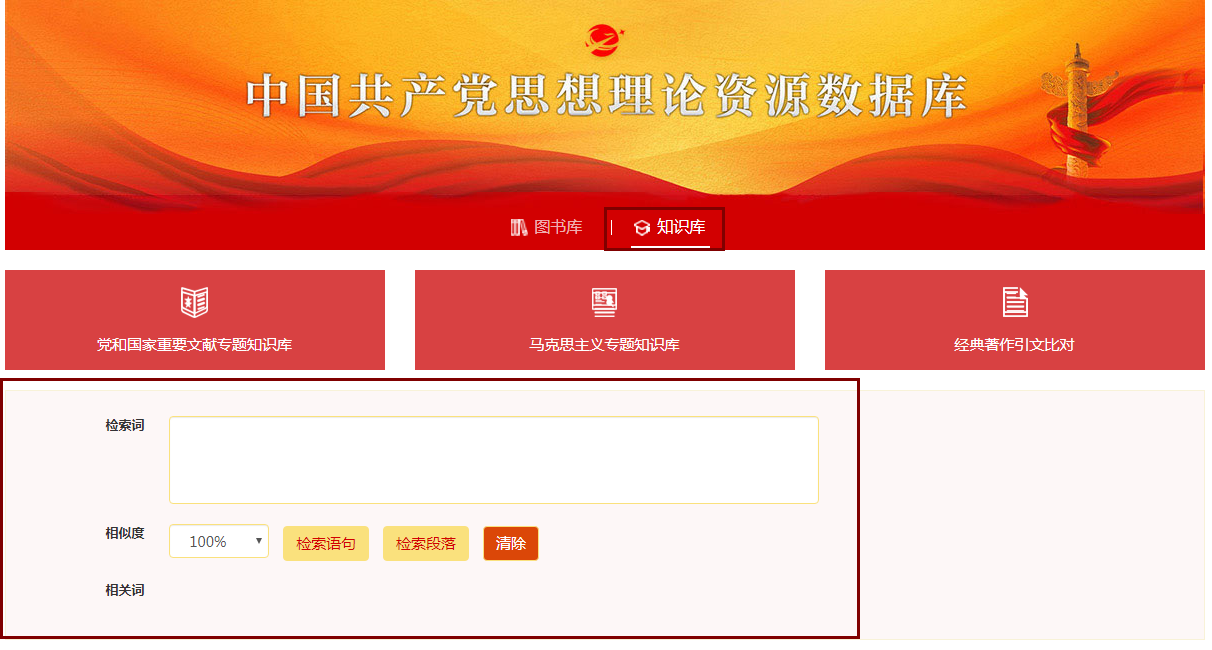 中国共产党思想理论资源数据库
图书库 | 知识库
党和国家重要文献专题知识库
马克思主义专题知识库
经典著作引文比对
检索词
相似度 100% 检索语句 检索段落 清除
相关词